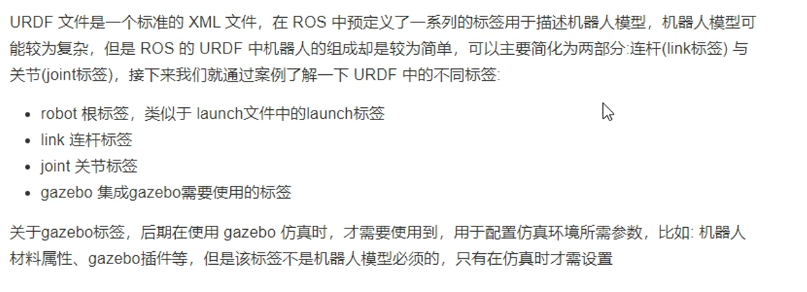 URDF 文件是一个标准的 XML 文件，在 ROS 中预定义了一系列的标签用于描述机器人模型，机器人模型可
能较为复杂，但是 ROS 的 URDF 中机器人的组成却是较为简单，可以主要简化为两部分:连杆(link标签) 与
关节(joint标签)，接下来我们就通过案例了解一下 URDF 中的不同标签:
• robot 根标签，类似于 launch文件中的launch标签
• link 连杆标签
• joint 关节标签
• gazebo 集成gazebo需要使用的标签
关于gazebo标签，后期在使用 gazebo 仿真时，才需要使用到，用于配置仿真环境所需参数，比如: 机器人
材料属性、gazebo插件等，但是该标签不是机器人模型必须的，只有在仿真时才需设置